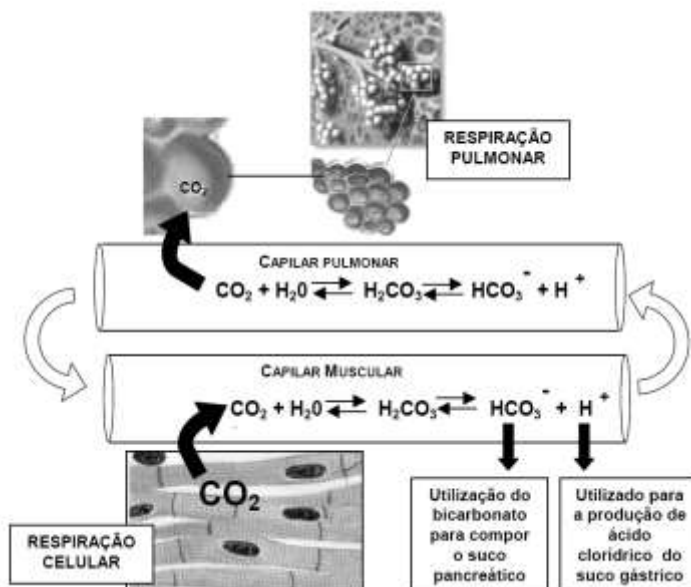 RESPIRAÇÃO
PULMONAR
CO₂
CAPILAR PULMONAR
CO₂ + H₂0 ⇌ H₂CO₃ ⇌ HCO₃⁻ + H⁺
CAPILAR MUSCULAR
CO₂ + H₂0 ⇌ H₂CO₃ ⇌ HCO₃⁻ + H⁺
CO₂
RESPIRAÇÃO
CELULAR
Utilização do
bicarbonato
para compor
o suco
pancreático
Utilizado para
a produção de
ácido
clorídrico do
suco gástrico